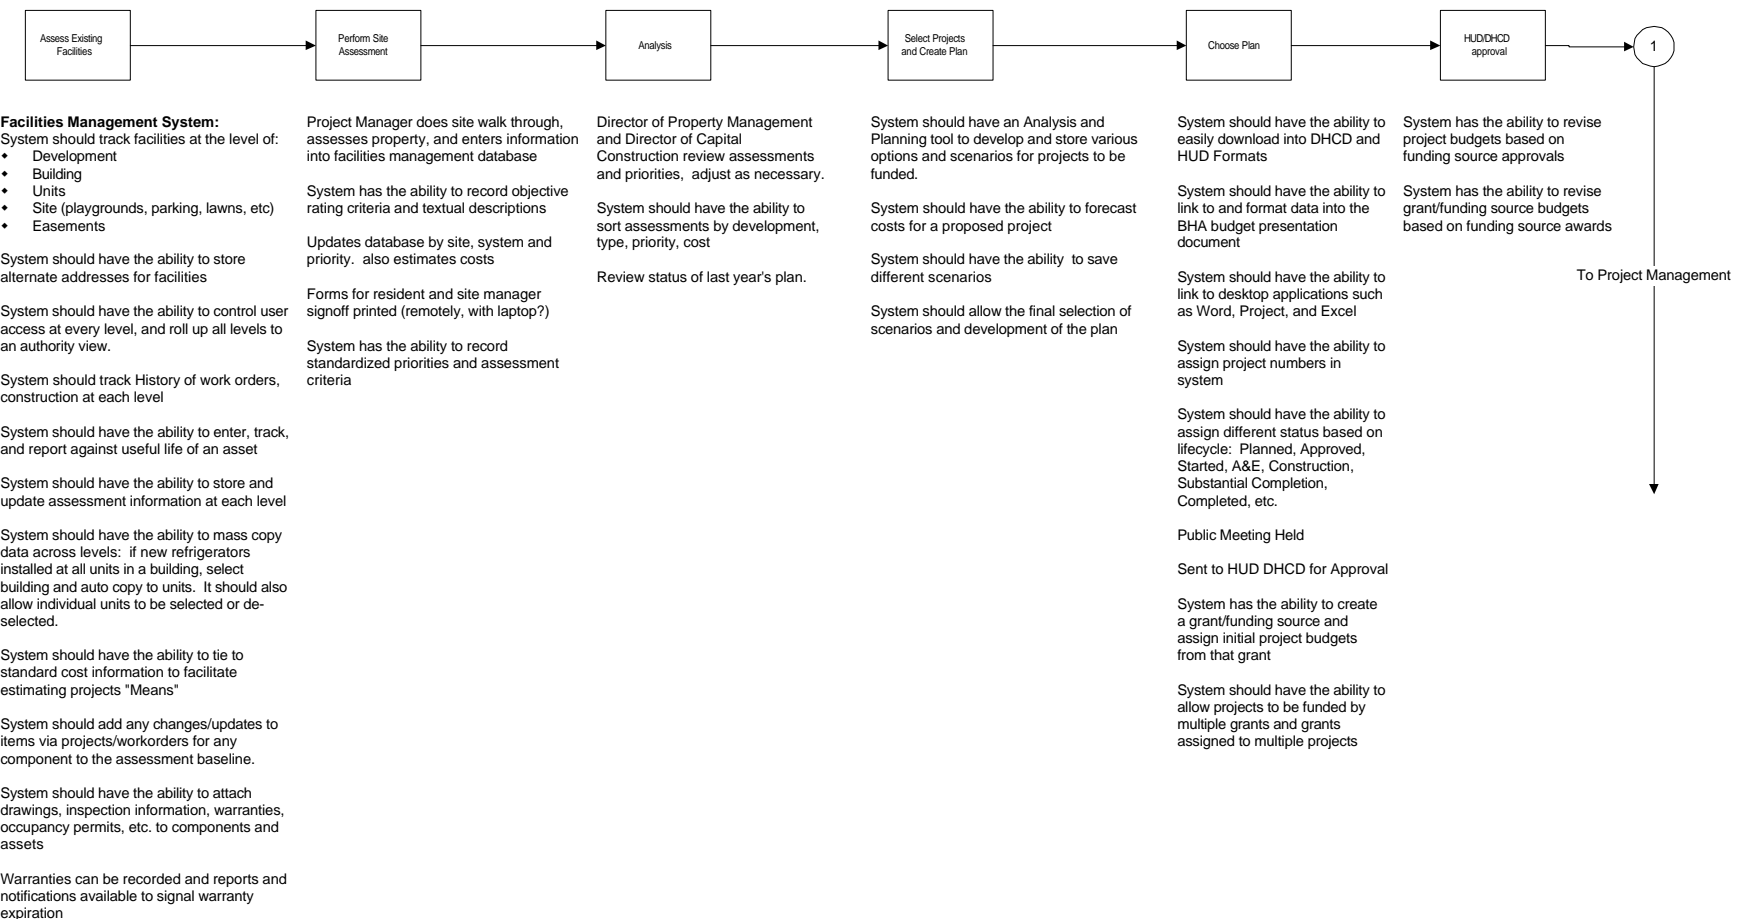 Assess Existing
Facilities
Perform Site
Assessment
Analysis
Select Projects
and Create Plan
Choose Plan
HUD/DHCD
approval
1
Facilities Management System:
System should track facilities at the level of:
◆ Development
◆ Building
◆ Units
◆ Site (playgrounds, parking, lawns, etc)
◆ Easements
System should have the ability to store
alternate addresses for facilities
System should have the ability to control user
access at every level, and roll up all levels to
an authority view.
System should track History of work orders,
construction at each level
System should have the ability to enter, track,
and report against useful life of an asset
System should have the ability to store and
update assessment information at each level
System should have the ability to mass copy
data across levels:  if new refrigerators
installed at all units in a building, select
building and auto copy to units.  It should also
allow individual units to be selected or de-
selected.
System should have the ability to tie to
standard cost information to facilitate
estimating projects "Means"
System should add any changes/updates to
items via projects/workorders for any
component to the assessment baseline.
System should have the ability to attach
drawings, inspection information, warranties,
occupancy permits, etc. to components and
assets
Warranties can be recorded and reports and
notifications available to signal warranty
expiration
Project Manager does site walk through,
assesses property, and enters information
into facilities management database
System has the ability to record objective
rating criteria and textual descriptions
Updates database by site, system and
priority.  also estimates costs
Forms for resident and site manager
signoff printed (remotely, with laptop?)
System has the ability to record
standardized priorities and assessment
criteria
Director of Property Management
and Director of Capital
Construction review assessments
and priorities,  adjust as necessary.
System should have the ability to
sort assessments by development,
type, priority, cost
Review status of last year's plan.
System should have an Analysis and
Planning tool to develop and store various
options and scenarios for projects to be
funded.
System should have the ability to forecast
costs for a proposed project
System should have the ability  to save
different scenarios
System should allow the final selection of
scenarios and development of the plan
System should have the ability to
easily download into DHCD and
HUD Formats
System should have the ability to
link to and format data into the
BHA budget presentation
document
System should have the ability to
link to desktop applications such
as Word, Project, and Excel
System should have the ability to
assign project numbers in
system
System should have the ability to
assign different status based on
lifecycle:  Planned, Approved,
Started, A&E, Construction,
Substantial Completion,
Completed, etc.
Public Meeting Held
Sent to HUD DHCD for Approval
System has the ability to create
a grant/funding source and
assign initial project budgets
from that grant
System should have the ability to
allow projects to be funded by
multiple grants and grants
assigned to multiple projects
System has the ability to revise
project budgets based on
funding source approvals
System has the ability to revise
grant/funding source budgets
based on funding source awards
To Project Management